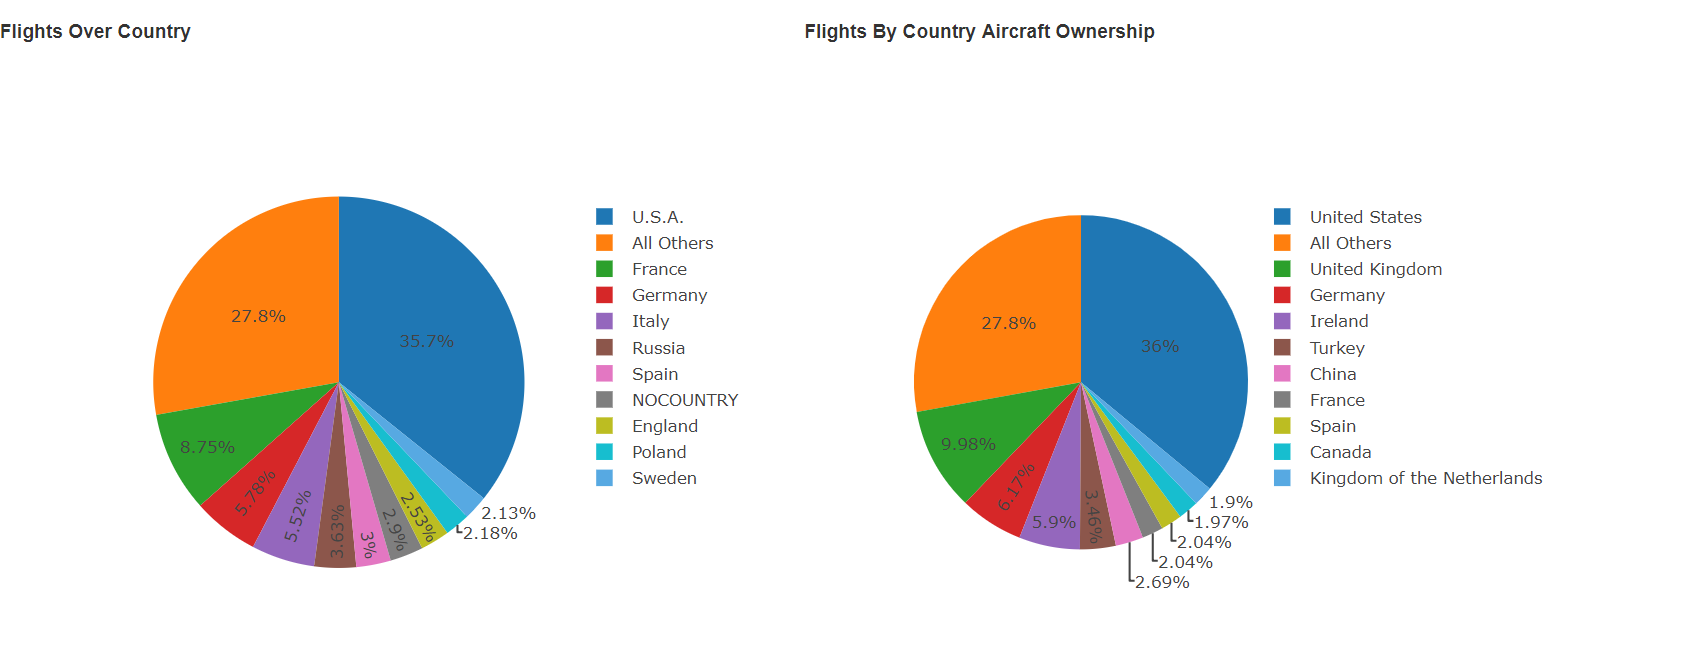 Flights Over Country
27.8%
35.7%
8.75%
5.78%
5.52%
3.63%
3%
2.9%
2.53%
2.18%
2.13%
U.S.A.
All Others
France
Germany
Italy
Russia
Spain
NOCOUNTRY
England
Poland
Sweden
Flights By Country Aircraft Ownership
27.8%
36%
9.98%
6.17%
5.9%
3.46%
2.69%
2.04%
2.04%
1.97%
1.9%
United States
All Others
United Kingdom
Germany
Ireland
Turkey
China
France
Spain
Canada
Kingdom of the Netherlands